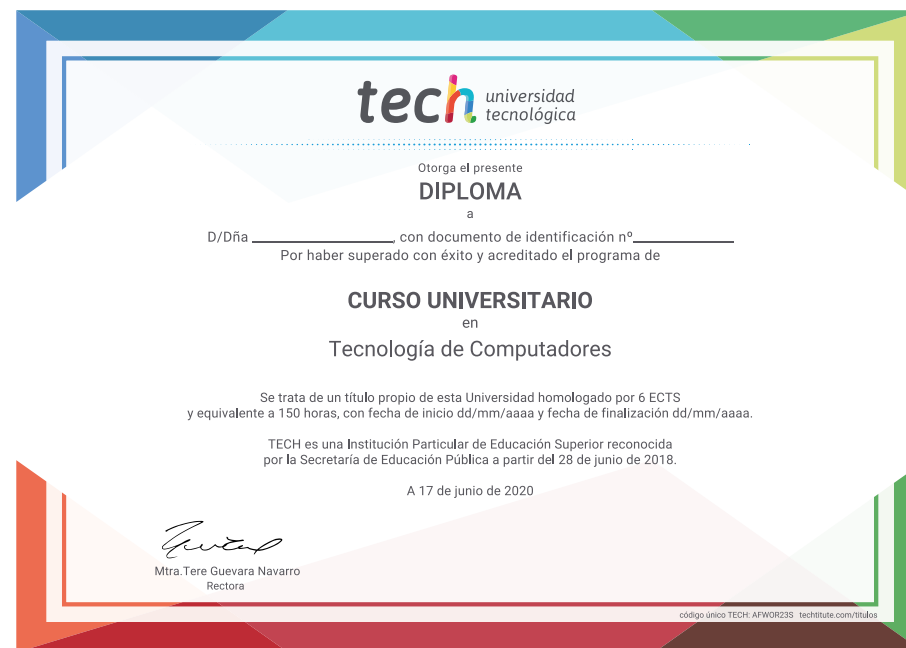 tech universidad
tecnológica
Otorga el presente
DIPLOMA
a
D/Dña ____________, con documento de identificación nº____________
Por haber superado con éxito y acreditado el programa de
CURSO UNIVERSITARIO
en
Tecnología de Computadores
Se trata de un título propio de esta Universidad homologado por 6 ECTS
y equivalente a 150 horas, con fecha de inicio dd/mm/aaaa y fecha de finalización dd/mm/aaaa.
TECH es una Institución Particular de Educación Superior reconocida
por la Secretaría de Educación Pública a partir del 28 de junio de 2018.
A 17 de junio de 2020
Mtra.Tere Guevara Navarro
Rectora
código único TECH: AFWOR23S techtitute.com/titulos